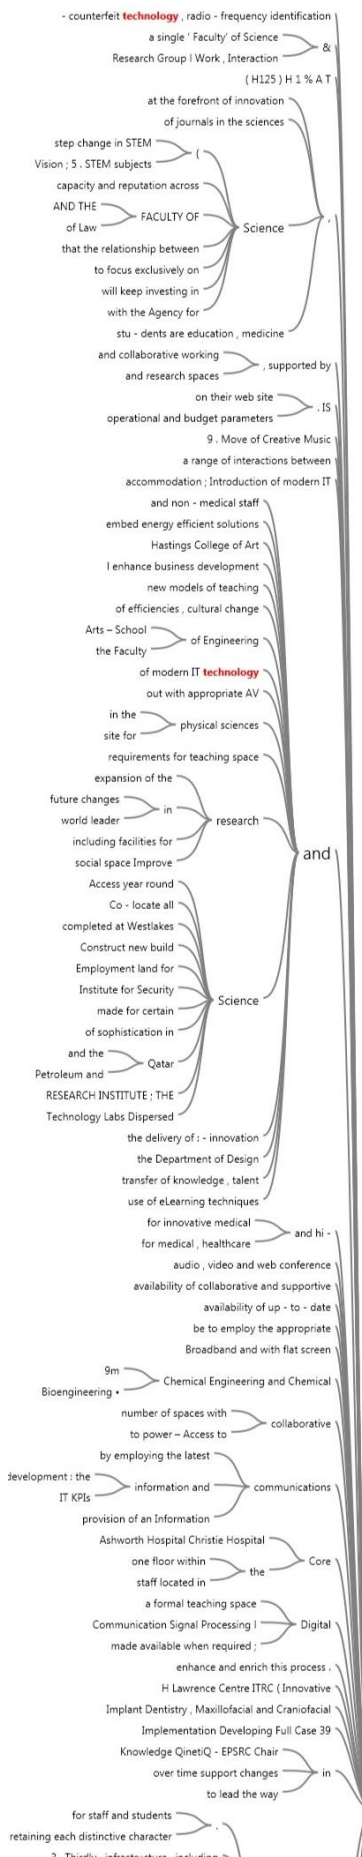 - counterfeit technology , radio - frequency identification
a single ' Faculty' of Science
&
Research Group I Work , Interaction
( H125 ) H 1 % A T
at the forefront of innovation
of journals in the sciences
step change in STEM
(
Vision ; 5 . STEM subjects
capacity and reputation across
AND THE
FACULTY OF
of Law
Science
,
that the relationship between
to focus exclusively on
will keep investing in
with the Agency for
stu - dents are education , medicine
and collaborative working
, supported by
and research spaces
on their web site
. IS
operational and budget parameters
9 . Move of Creative Music
a range of interactions between
accommodation ; Introduction of modern IT
and non - medical staff
embed energy efficient solutions
Hastings College of Art
I enhance business development
new models of teaching
of efficiencies , cultural change
Arts – School
of Engineering
the Faculty
of modern IT technology
out with appropriate AV
in the
physical sciences
site for
requirements for teaching space
expansion of the
future changes
in
world leader
research
including facilities for
social space Improve
and
Access year round
Co - locate all
completed at Westlakes
Construct new build
Employment land for
Institute for Security
Science
made for certain
of sophistication in
and the
Qatar
Petroleum and
RESEARCH INSTITUTE ; THE
Technology Labs Dispersed
the delivery of : - innovation
the Department of Design
transfer of knowledge , talent
use of eLearning techniques
for innovative medical
and hi -
for medical , healthcare
audio , video and web conference
availability of collaborative and supportive
availability of up - to - date
be to employ the appropriate
Broadband and with flat screen
9m
Chemical Engineering and Chemical
Bioengineering •
number of spaces with
collaborative
to power – Access to
by employing the latest
development : the
information and
communications
IT KPIs
provision of an Information
Ashworth Hospital Christie Hospital
Core
one floor within
the
staff located in
a formal teaching space
Communication Signal Processing I
Digital
made available when required ;
enhance and enrich this process .
H Lawrence Centre ITRC ( Innovative
Implant Dentistry , Maxillofacial and Craniofacial
Implementation Developing Full Case 39
Knowledge QinetiQ - EPSRC Chair
over time support changes
in
to lead the way
for staff and students
.
retaining each distinctive character
3 . Thirdly , infrastructure , including